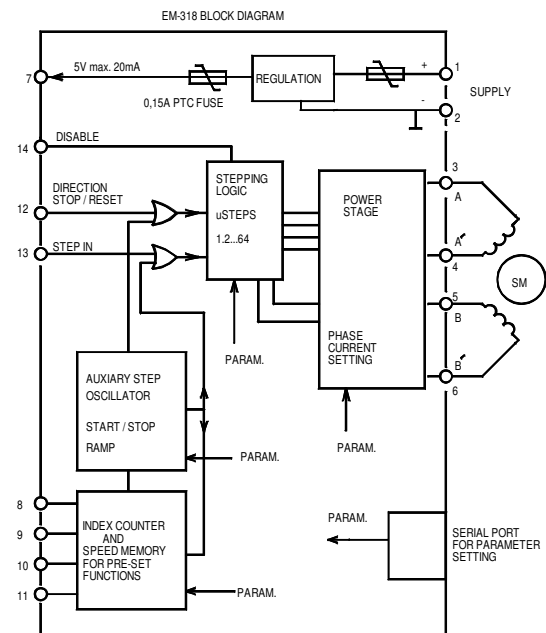 EM-318 BLOCK DIAGRAM
7
5V max. 20mA
0,15A PTC FUSE
REGULATION
+
1
SUPPLY
-
2
14
DISABLE
12
DIRECTION
STOP / RESET
13
STEP IN
STEPPING
LOGIC
uSTEPS
1.2...64
PARAM.
POWER
STAGE
PHASE
CURRENT
SETTING
PARAM.
3
A
A'
4
5
B
B'
6
SM
AUXIARY STEP
OSCILLATOR
START / STOP
RAMP
PARAM.
8
9
10
11
INDEX COUNTER
AND
SPEED MEMORY
FOR PRE-SET
FUNCTIONS
PARAM.
PARAM.
SERIAL PORT
FOR PARAMETER
SETTING